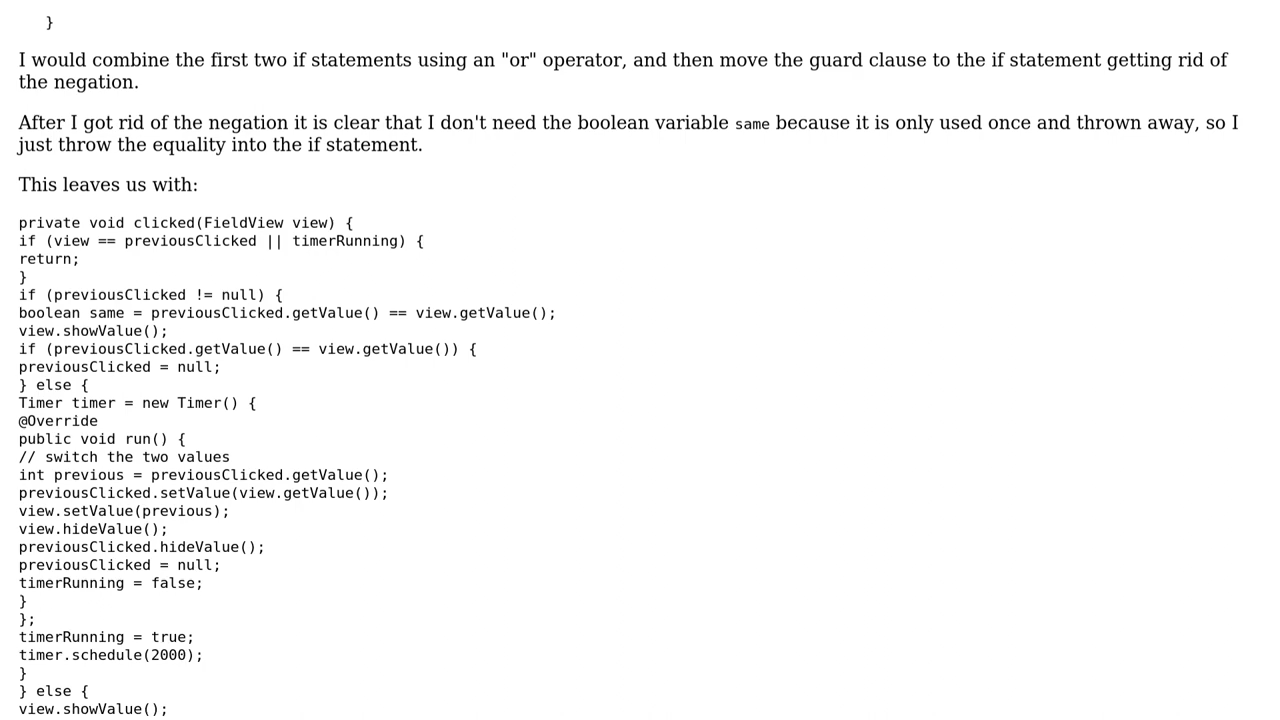 }
I would combine the first two if statements using an "or" operator, and then move the guard clause to the if statement getting rid of
the negation.
After I got rid of the negation it is clear that I don't need the boolean variable same because it is only used once and thrown away, so I
just throw the equality into the if statement.
This leaves us with:
private void clicked(FieldView view) {
if (view == previousClicked || timerRunning) {
return;
}
if (previousClicked != null) {
boolean same = previousClicked.getValue() == view.getValue();
view.showValue();
if (previousClicked.getValue() == view.getValue()) {
previousClicked = null;
} else {
Timer timer = new Timer() {
@Override
public void run() {
// switch the two values
int previous = previousClicked.getValue();
previousClicked.setValue(view.getValue());
view.setValue(previous);
view.hideValue();
previousClicked.hideValue();
previousClicked = null;
timerRunning = false;
}
};
timerRunning = true;
timer.schedule(2000);
}
} else {
view.showValue();